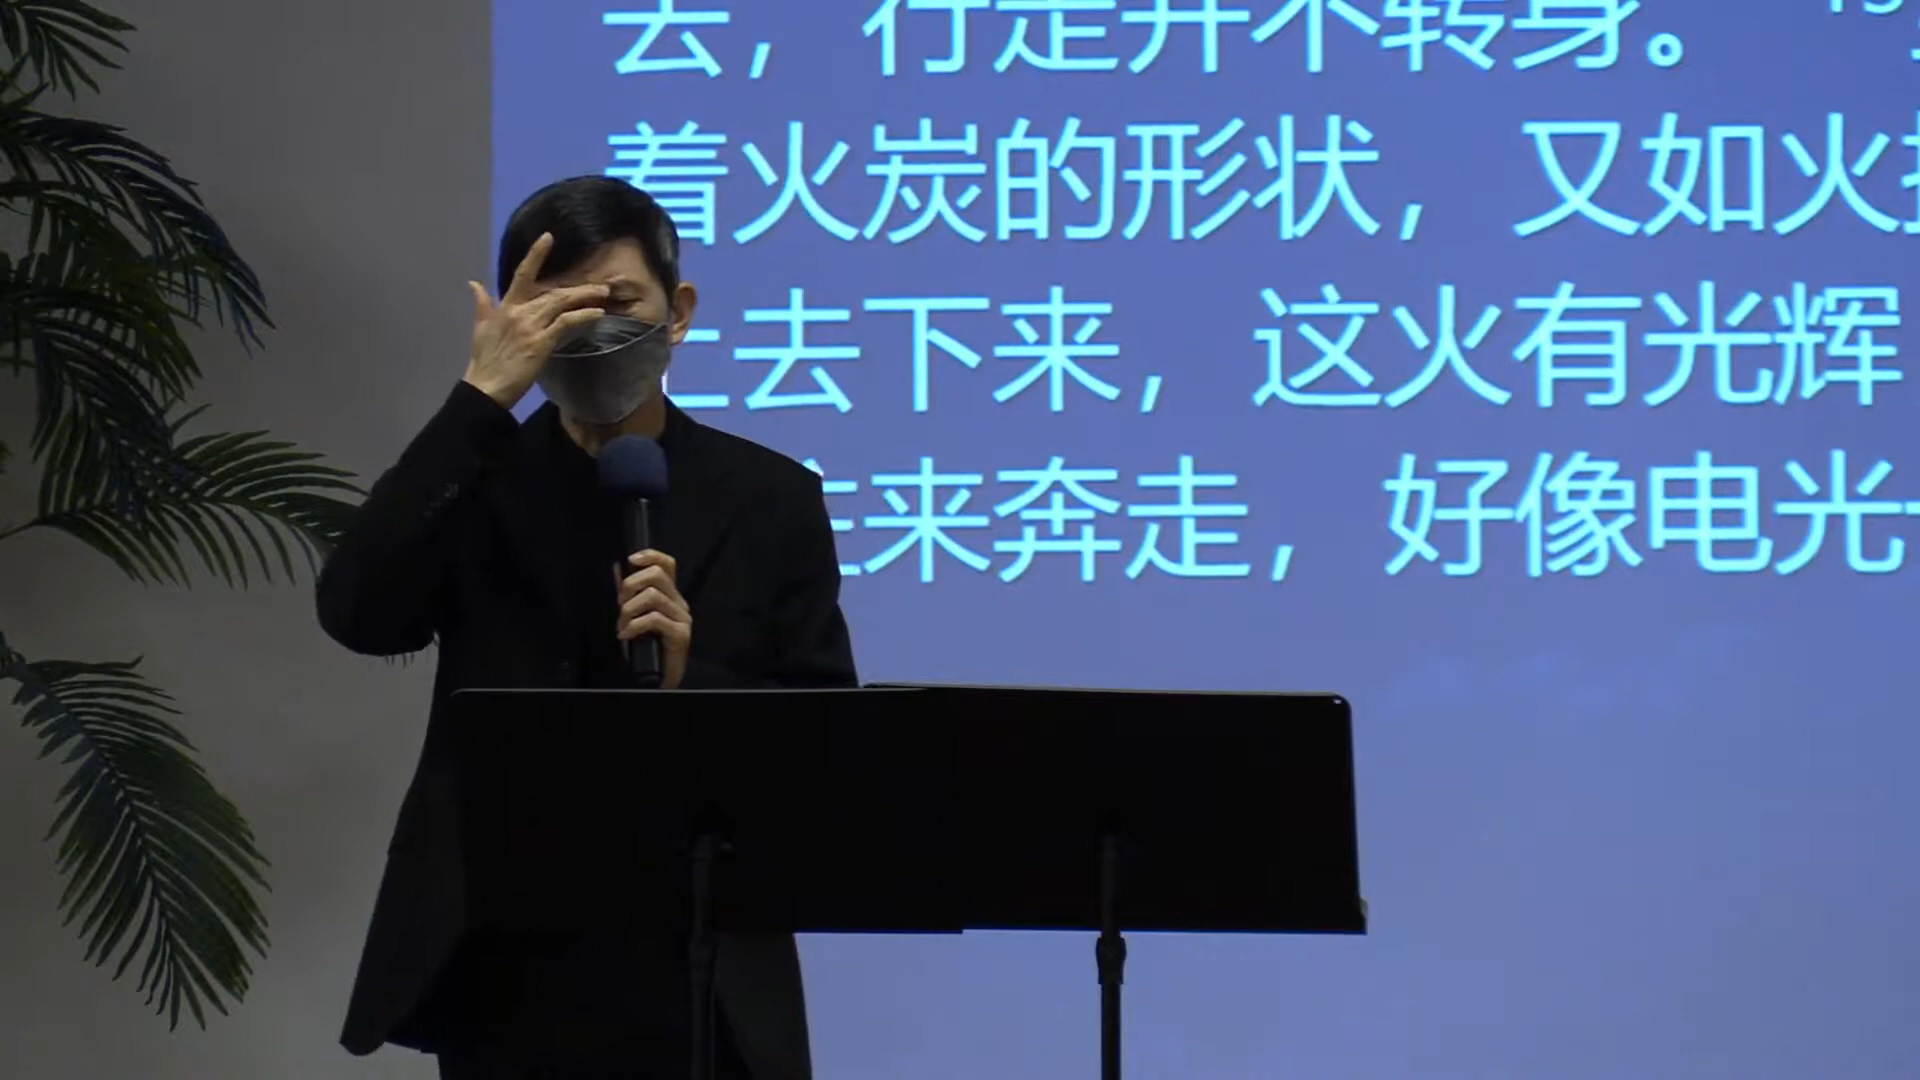 去，行走并不转身。
着火炭的形状，又如火
去下来，这火有光辉
来奔走，好像电光